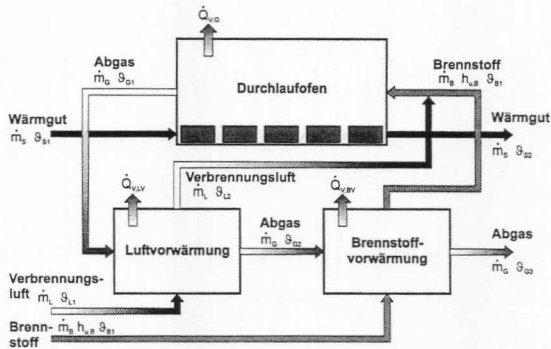 Q̇V,O
Abgas
ṁG ϑG1
Durchlaufofen
Brennstoff
ṁB hu,B ϑB1
Wärmgut
ṁS ϑS1
Wärmgut
ṁS ϑS2
Verbrennungsluft
ṁL ϑL2
Q̇V,LV
Q̇V,BV
Luftvorwärmung
Abgas
ṁG ϑG2
Brennstoff-
vorwärmung
Abgas
ṁG ϑG3
Verbrennungs-
luft ṁL ϑL1
Brenn-
stoff
ṁB hu,B ϑB1